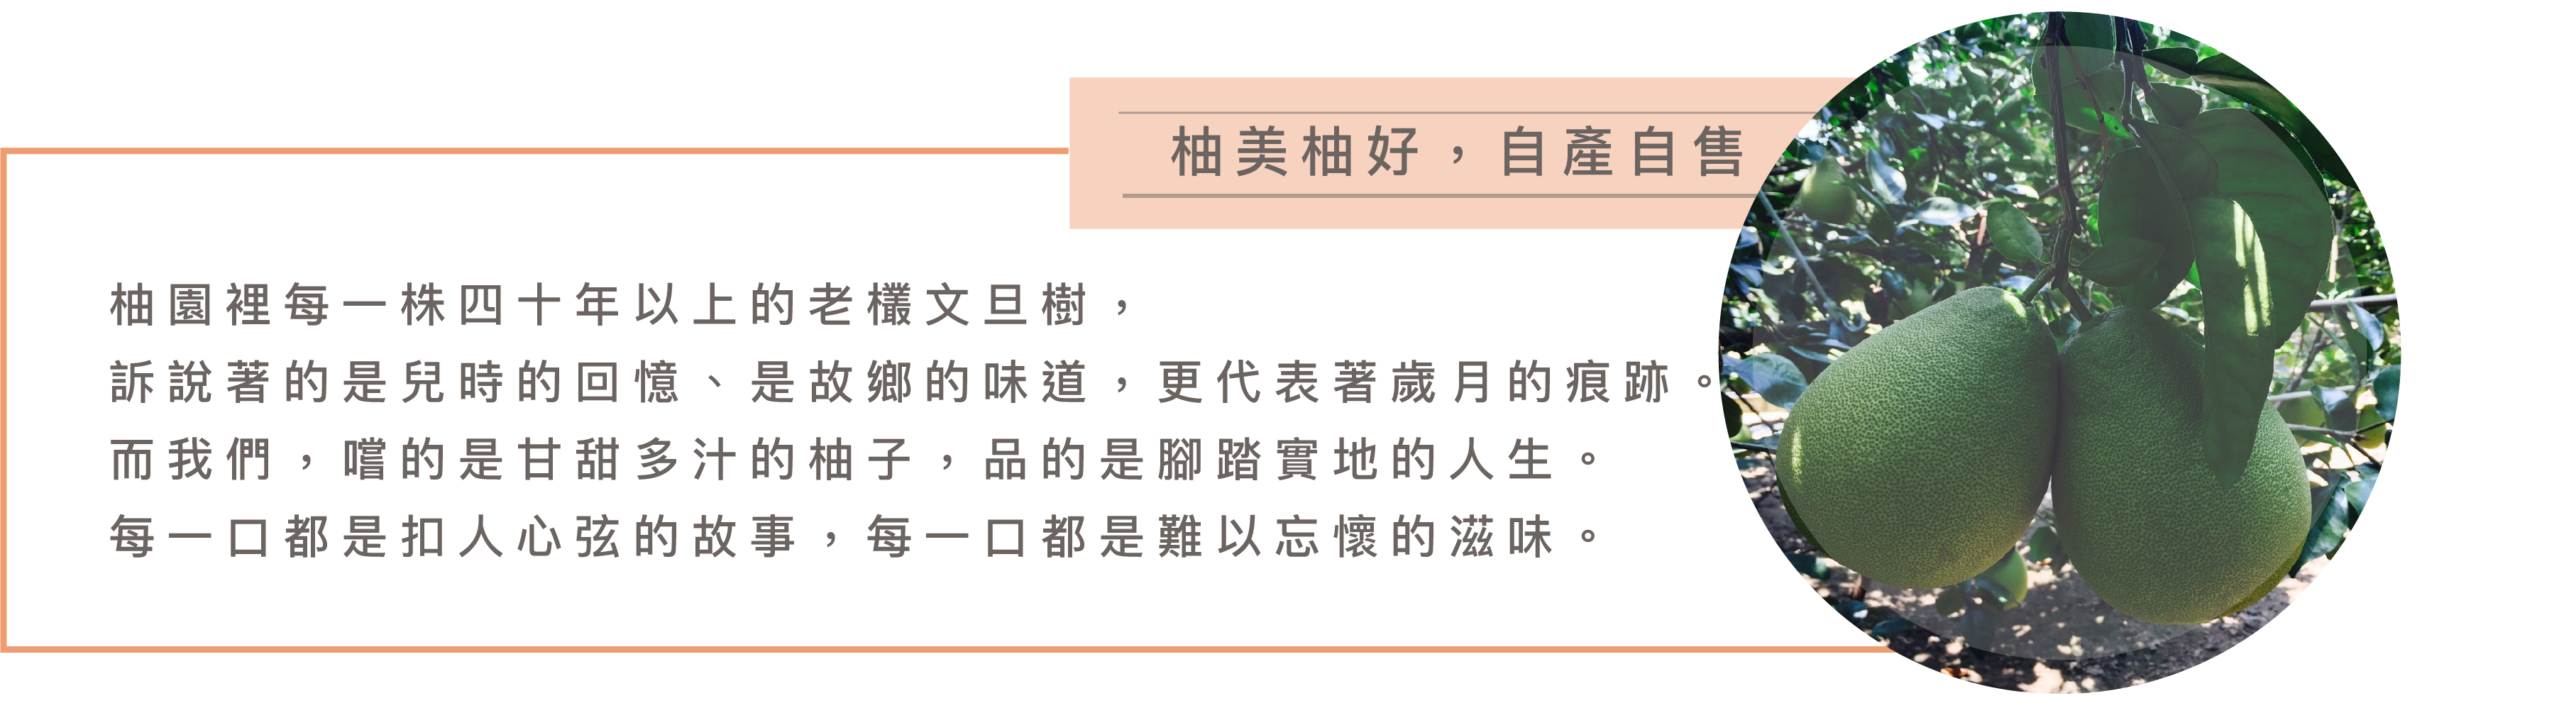 柚美柚好，自產自售
柚園裡每一株四十年以上的老欉文旦樹，
訴說著的是兒時的回憶、是故鄉的味道，更代表著歲月的痕跡。
而我們，嚐的是甘甜多汁的柚子，品的是腳踏實地的人生。
每一口都是扣人心弦的故事，每一口都是難以忘懷的滋味。